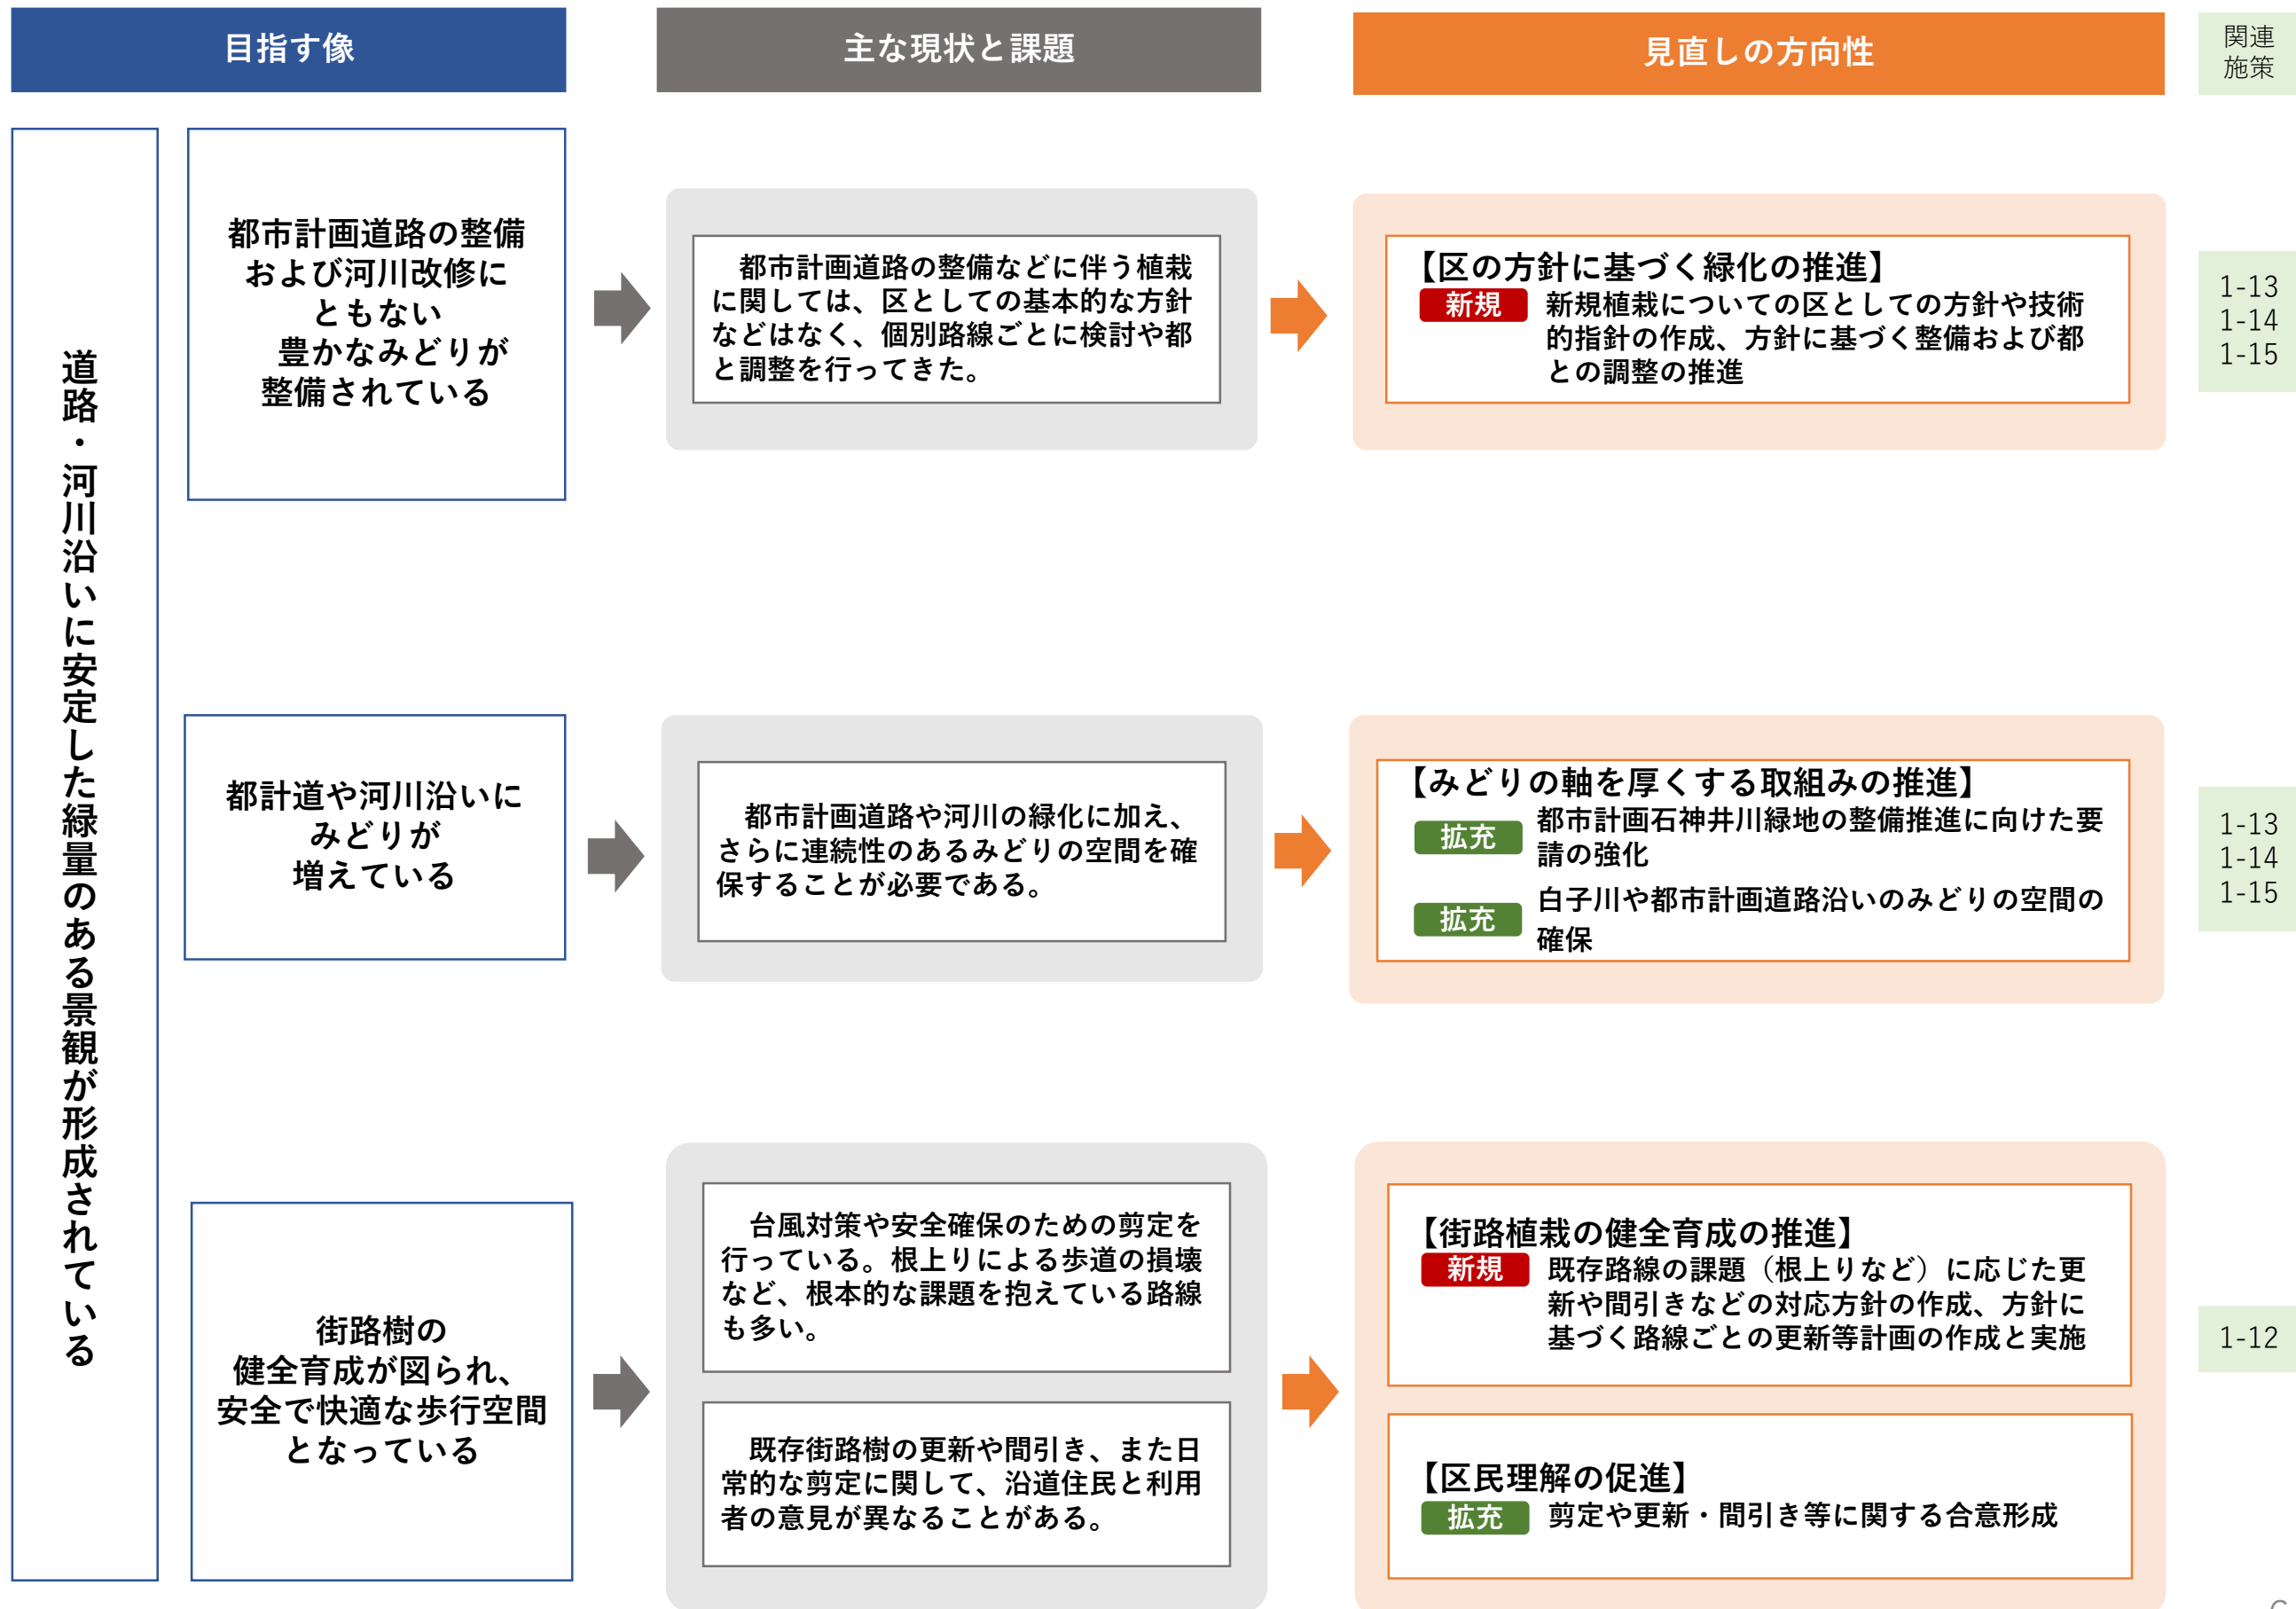 目指す像
主な現状と課題
見直しの方向性
関連
施策
道路・河川沿いに安定した緑量のある景観が形成されている
都市計画道路の整備
および河川改修に
ともない
豊かなみどりが
整備されている
都市計画道路の整備などに伴う植栽
に関しては、区としての基本的な方針
などはなく、個別路線ごとに検討や都
と調整を行ってきた。
【区の方針に基づく緑化の推進】
新規 新規植栽についての区としての方針や技術
的指針の作成、方針に基づく整備および都
との調整の推進
1-13
1-14
1-15
都計道や河川沿いに
みどりが
増えている
都市計画道路や河川の緑化に加え、
さらに連続性のあるみどりの空間を確
保することが必要である。
【みどりの軸を厚くする取組みの推進】
拡充 都市計画石神井川緑地の整備推進に向けた要
請の強化
拡充 白子川や都市計画道路沿いのみどりの空間の
確保
1-13
1-14
1-15
街路樹の
健全育成が図られ、
安全で快適な歩行空間
となっている
台風対策や安全確保のための剪定を
行っている。根上りによる歩道の損壊
など、根本的な課題を抱えている路線
も多い。
既存街路樹の更新や間引き、また日
常的な剪定に関して、沿道住民と利用
者の意見が異なることがある。
【街路植栽の健全育成の推進】
新規 既存路線の課題（根上りなど）に応じた更
新や間引きなどの対応方針の作成、方針に
基づく路線ごとの更新等計画の作成と実施
【区民理解の促進】
拡充 剪定や更新・間引き等に関する合意形成
1-12